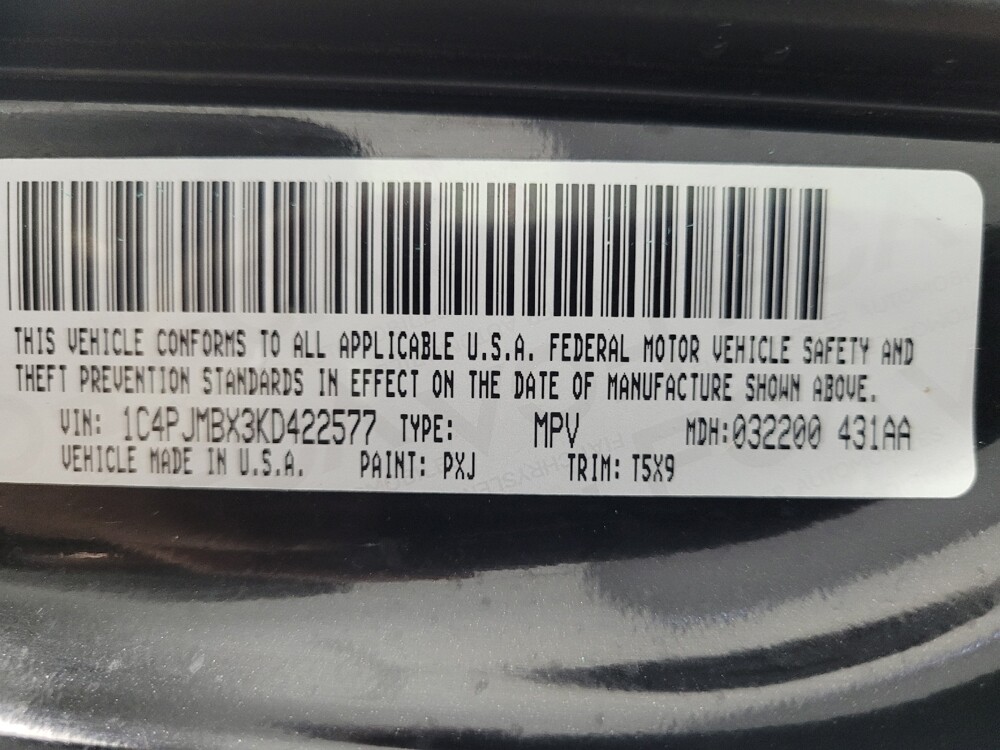 THIS VEHICLE CONFORMS TO ALL APPLICABLE U.S.A. FEDERAL MOTOR VEHICLE SAFETY AND
THEFT PREVENTION STANDARDS IN EFFECT ON THE DATE OF MANUFACTURE SHOWN ABOVE.
VIN: 1C4PJMBX3KD422577 TYPE: MPV MDH:032200 431AA
VEHICLE MADE IN U.S.A. PAINT: PXJ TRIM: T5X9